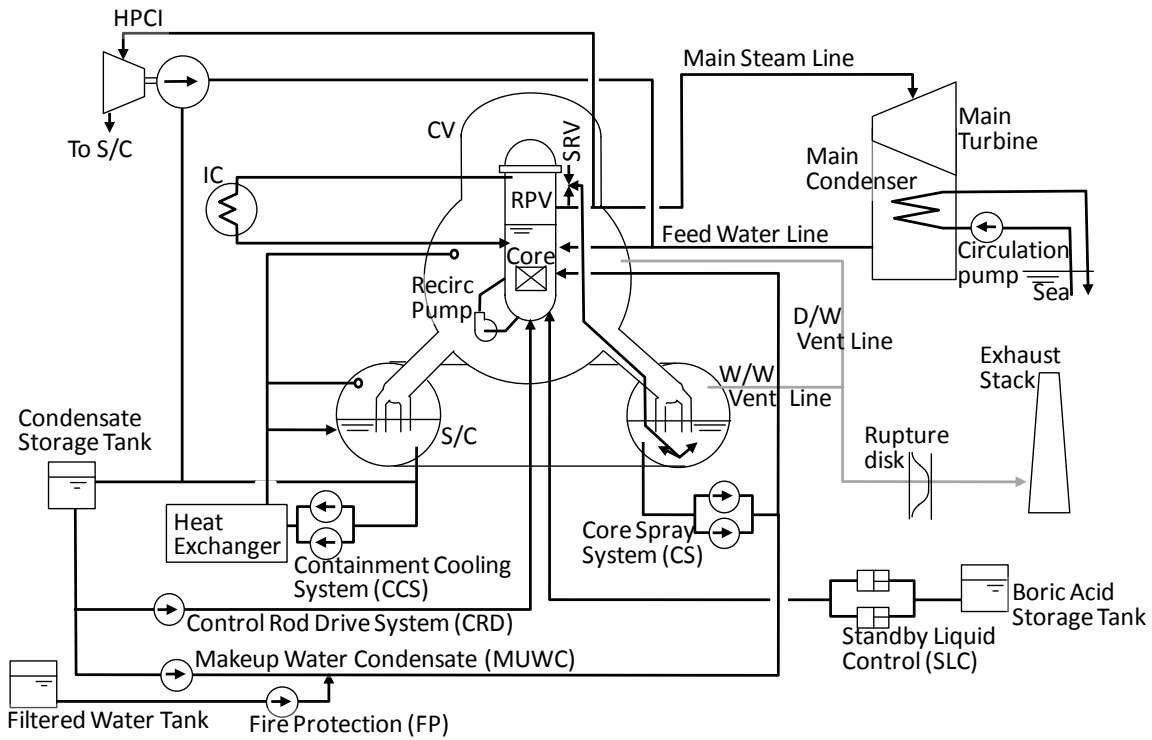 HPCI
Main Steam Line
CV
SRV
Main
Turbine
To S/C
Main
Condenser
IC
RPV
Feed Water Line
Core
Circulation
pump
Sea
Recirc
Pump
D/W
Vent Line
Exhaust
Stack
W/W
Vent Line
Condensate
Storage Tank
S/C
Rupture
disk
Heat
Exchanger
Core Spray
System (CS)
Containment Cooling
System (CCS)
Boric Acid
Storage Tank
Control Rod Drive System (CRD)
Standby Liquid
Control (SLC)
Makeup Water Condensate (MUWC)
Filtered Water Tank
Fire Protection (FP)